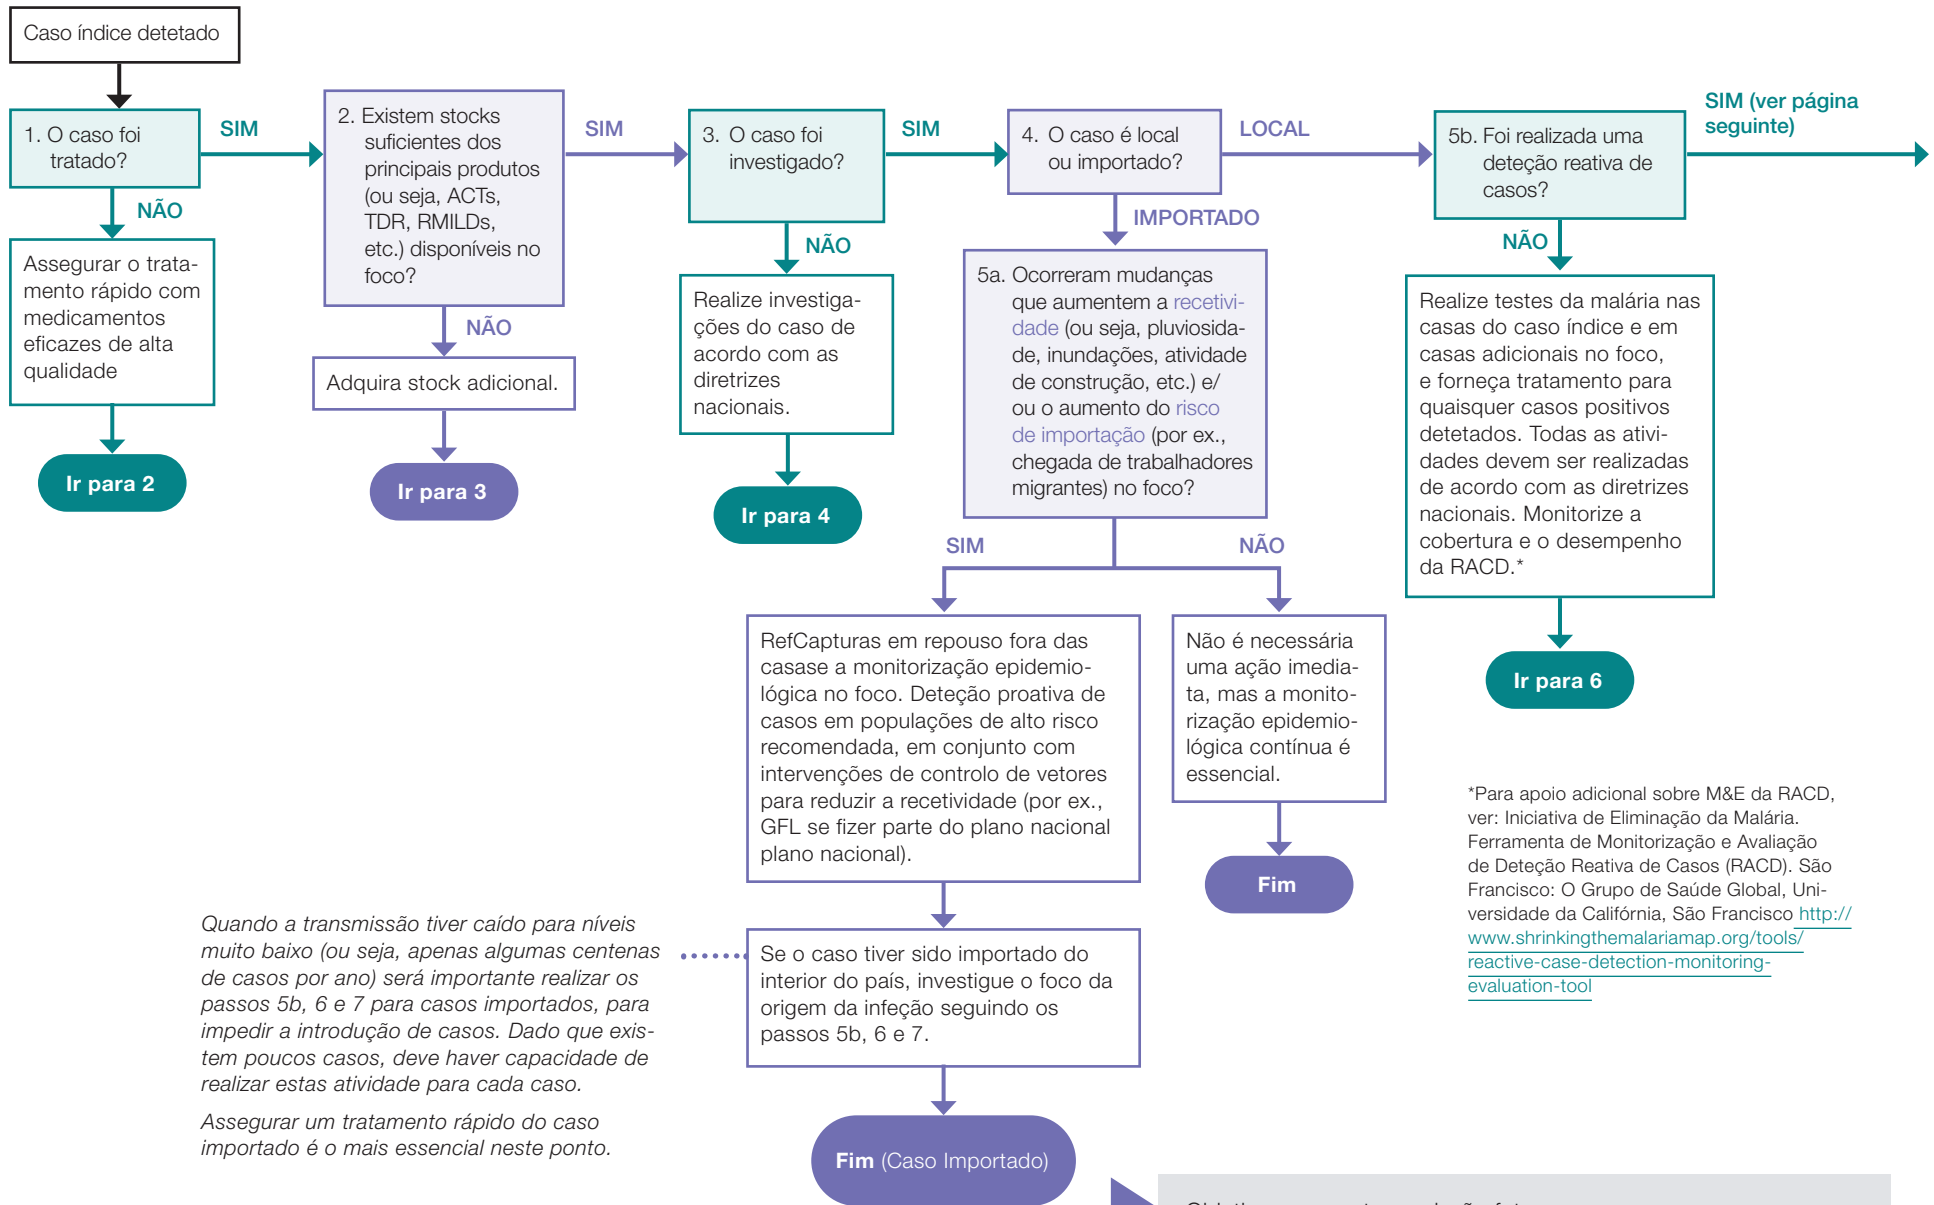 Caso índice detetado
1. O caso foi
tratado?
SIM
NÃO
Assegurar o trata-
mento rápido com
medicamentos
eficazes de alta
qualidade
Ir para 2
2. Existem stocks
suficientes dos
principais produtos
(ou seja, ACTs,
TDR, RMILDs,
etc.) disponíveis no
foco?
SIM
NÃO
Adquira stock adicional.
Ir para 3
3. O caso foi
investigado?
SIM
NÃO
Realize investiga-
ções do caso de
acordo com as
diretrizes
nacionais.
Ir para 4
4. O caso é local
ou importado?
LOCAL
IMPORTADO
5a. Ocorreram mudanças
que aumentem a recetivi-
dade (ou seja, pluviosida-
de, inundações, atividade
de construção, etc.) e/
ou o aumento do risco
de importação (por ex.,
chegada de trabalhadores
migrantes) no foco?
SIM
NÃO
RefCapturas em repouso fora das
casase a monitorização epidemio-
lógica no foco. Deteção proativa de
casos em populações de alto risco
recomendada, em conjunto com
intervenções de controlo de vetores
para reduzir a recetividade (por ex.,
GFL se fizer parte do plano nacional
plano nacional).
Não é necessária
uma ação imedia-
ta, mas a monito-
rização epidemio-
lógica contínua é
essencial.
Fim
Se o caso tiver sido importado do
interior do país, investigue o foco da
origem da infeção seguindo os
passos 5b, 6 e 7.
Fim (Caso Importado)
Quando a transmissão tiver caído para níveis
muito baixo (ou seja, apenas algumas centenas
de casos por ano) será importante realizar os
passos 5b, 6 e 7 para casos importados, para
impedir a introdução de casos. Dado que exis-
tem poucos casos, deve haver capacidade de
realizar estas atividade para cada caso.
Assegurar um tratamento rápido do caso
importado é o mais essencial neste ponto.
5b. Foi realizada uma
deteção reativa de
casos?
SIM (ver página
seguinte)
NÃO
Realize testes da malária nas
casas do caso índice e em
casas adicionais no foco,
e forneça tratamento para
quaisquer casos positivos
detetados. Todas as ativi-
dades devem ser realizadas
de acordo com as diretrizes
nacionais. Monitorize a
cobertura e o desempenho
da RACD.*
Ir para 6
*Para apoio adicional sobre M&E da RACD,
ver: Iniciativa de Eliminação da Malária.
Ferramenta de Monitorização e Avaliação
de Deteção Reativa de Casos (RACD). São
Francisco: O Grupo de Saúde Global, Uni-
versidade da Califórnia, São Francisco http://
www.shrinkingthemalariamap.org/tools/
reactive-case-detection-monitoring-
evaluation-tool